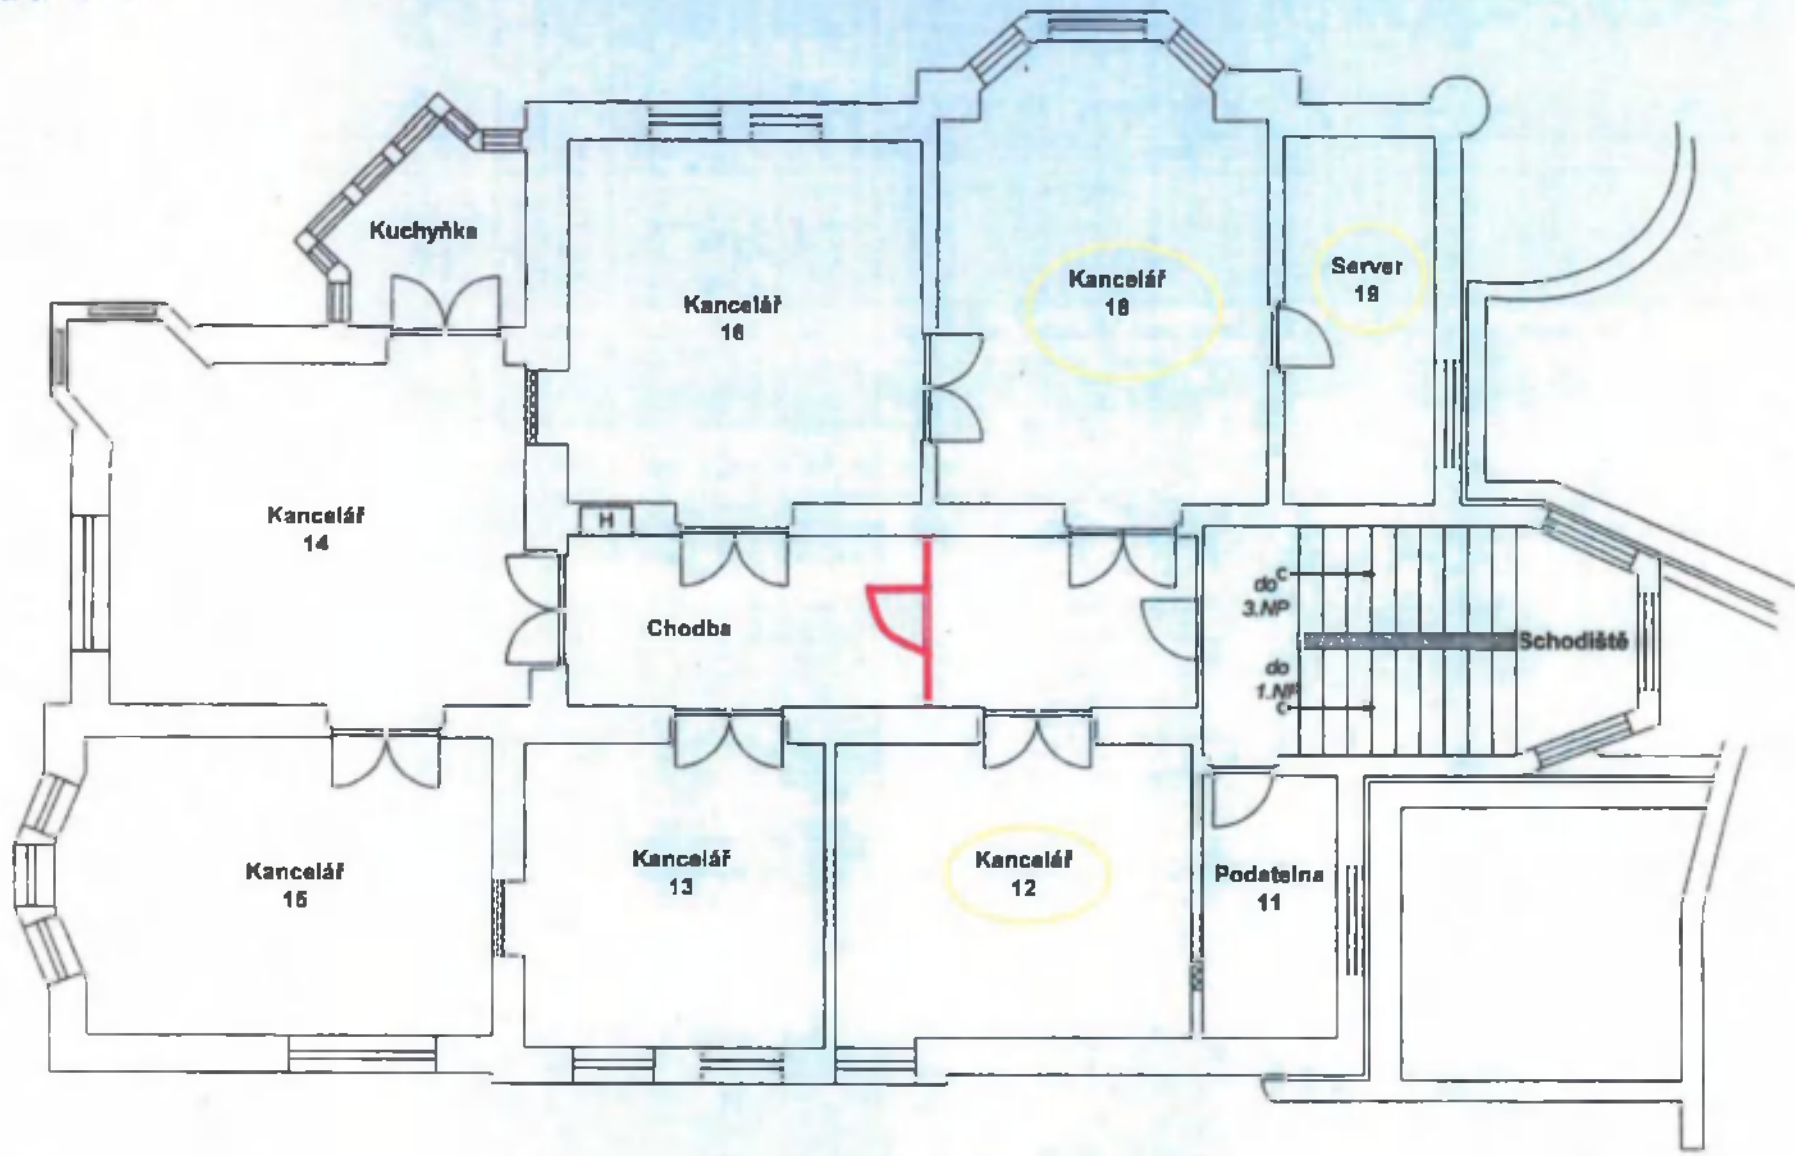 Kuchyňka
Kancelář
16
Kancelář
18
Server
19
Kancelář
14
H
Chodba
do C
3.NP
Schodiště
do
1.NP
C
Kancelář
15
Kancelář
13
Kancelář
12
Podatelna
11